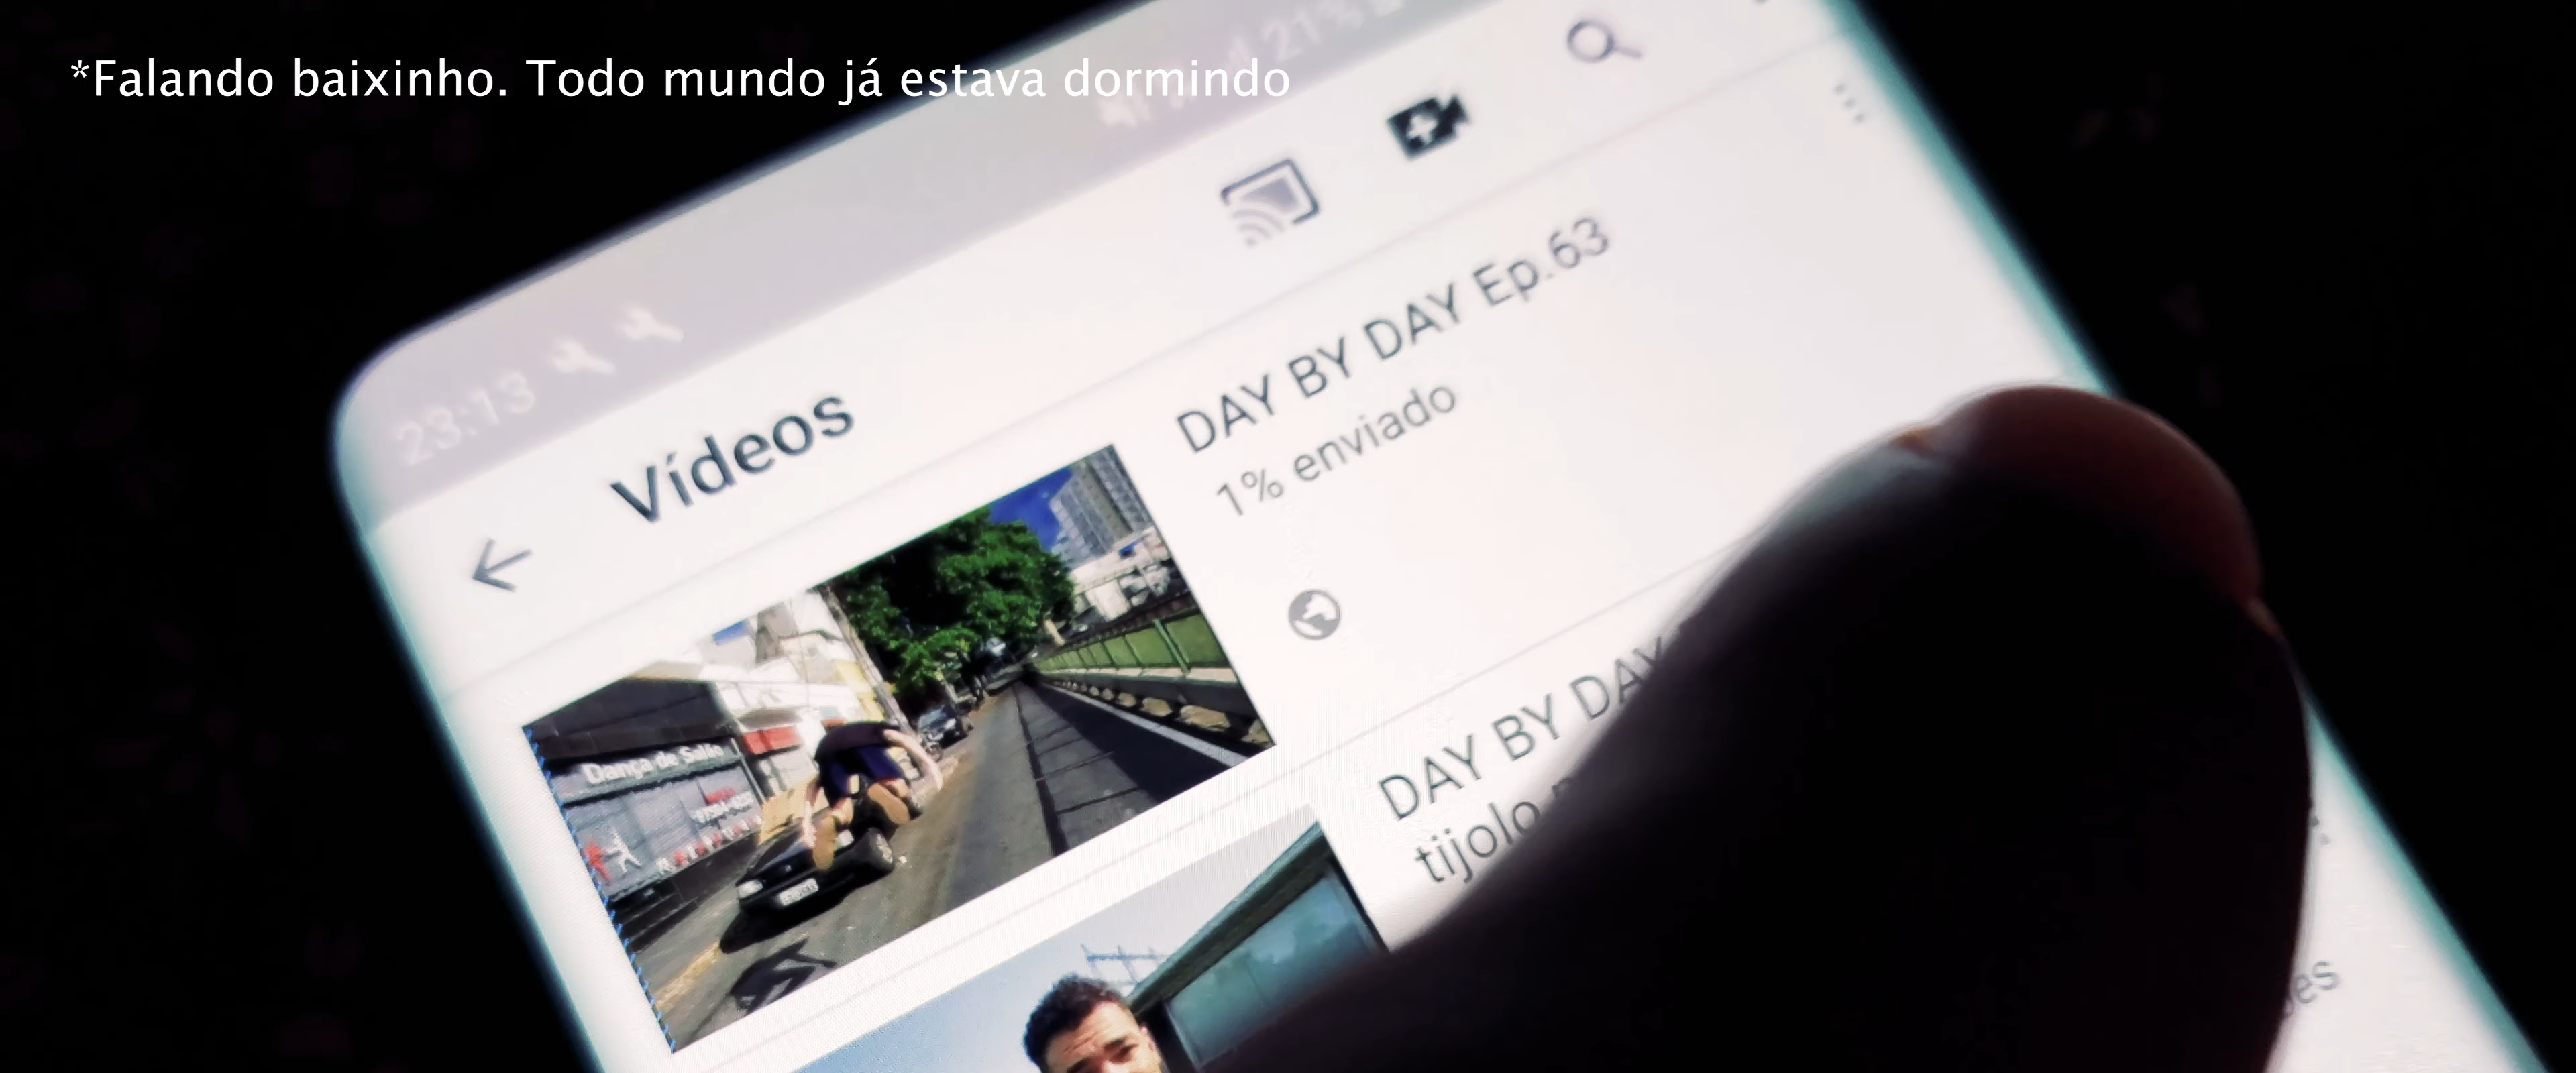 *Falando baixinho. Todo mundo já estava dormindo
21%
23:13
Vídeos
DAY BY DAY Ep.63
1% enviado
Dança de Salão
DAY BY DAY
tijolo